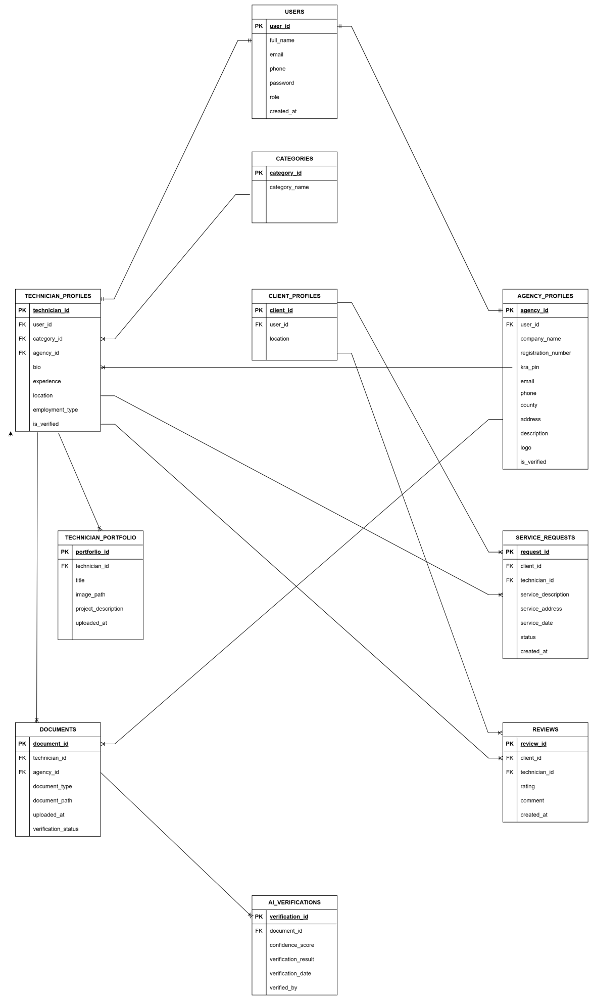 USERS
PK user_id
full_name
email
phone
password
role
created_at
CATEGORIES
PK category_id
category_name
TECHNICIAN_PROFILES
PK technician_id
FK user_id
FK category_id
FK agency_id
bio
experience
location
employment_type
is_verified
CLIENT_PROFILES
PK client_id
FK user_id
location
AGENCY_PROFILES
PK agency_id
FK user_id
company_name
registration_number
kra_pin
email
phone
county
address
description
logo
is_verified
TECHNICIAN_PORTFOLIO
PK portforlio_id
FK technician_id
title
image_path
project_description
uploaded_at
SERVICE_REQUESTS
PK request_id
FK client_id
FK technician_id
service_description
service_address
service_date
status
created_at
DOCUMENTS
PK document_id
FK technician_id
FK agency_id
document_type
document_path
uploaded_at
verification_status
REVIEWS
PK review_id
FK client_id
FK technician_id
rating
comment
created_at
AI_VERIFICATIONS
PK verification_id
FK document_id
confidence_score
verification_result
verification_date
verified_by